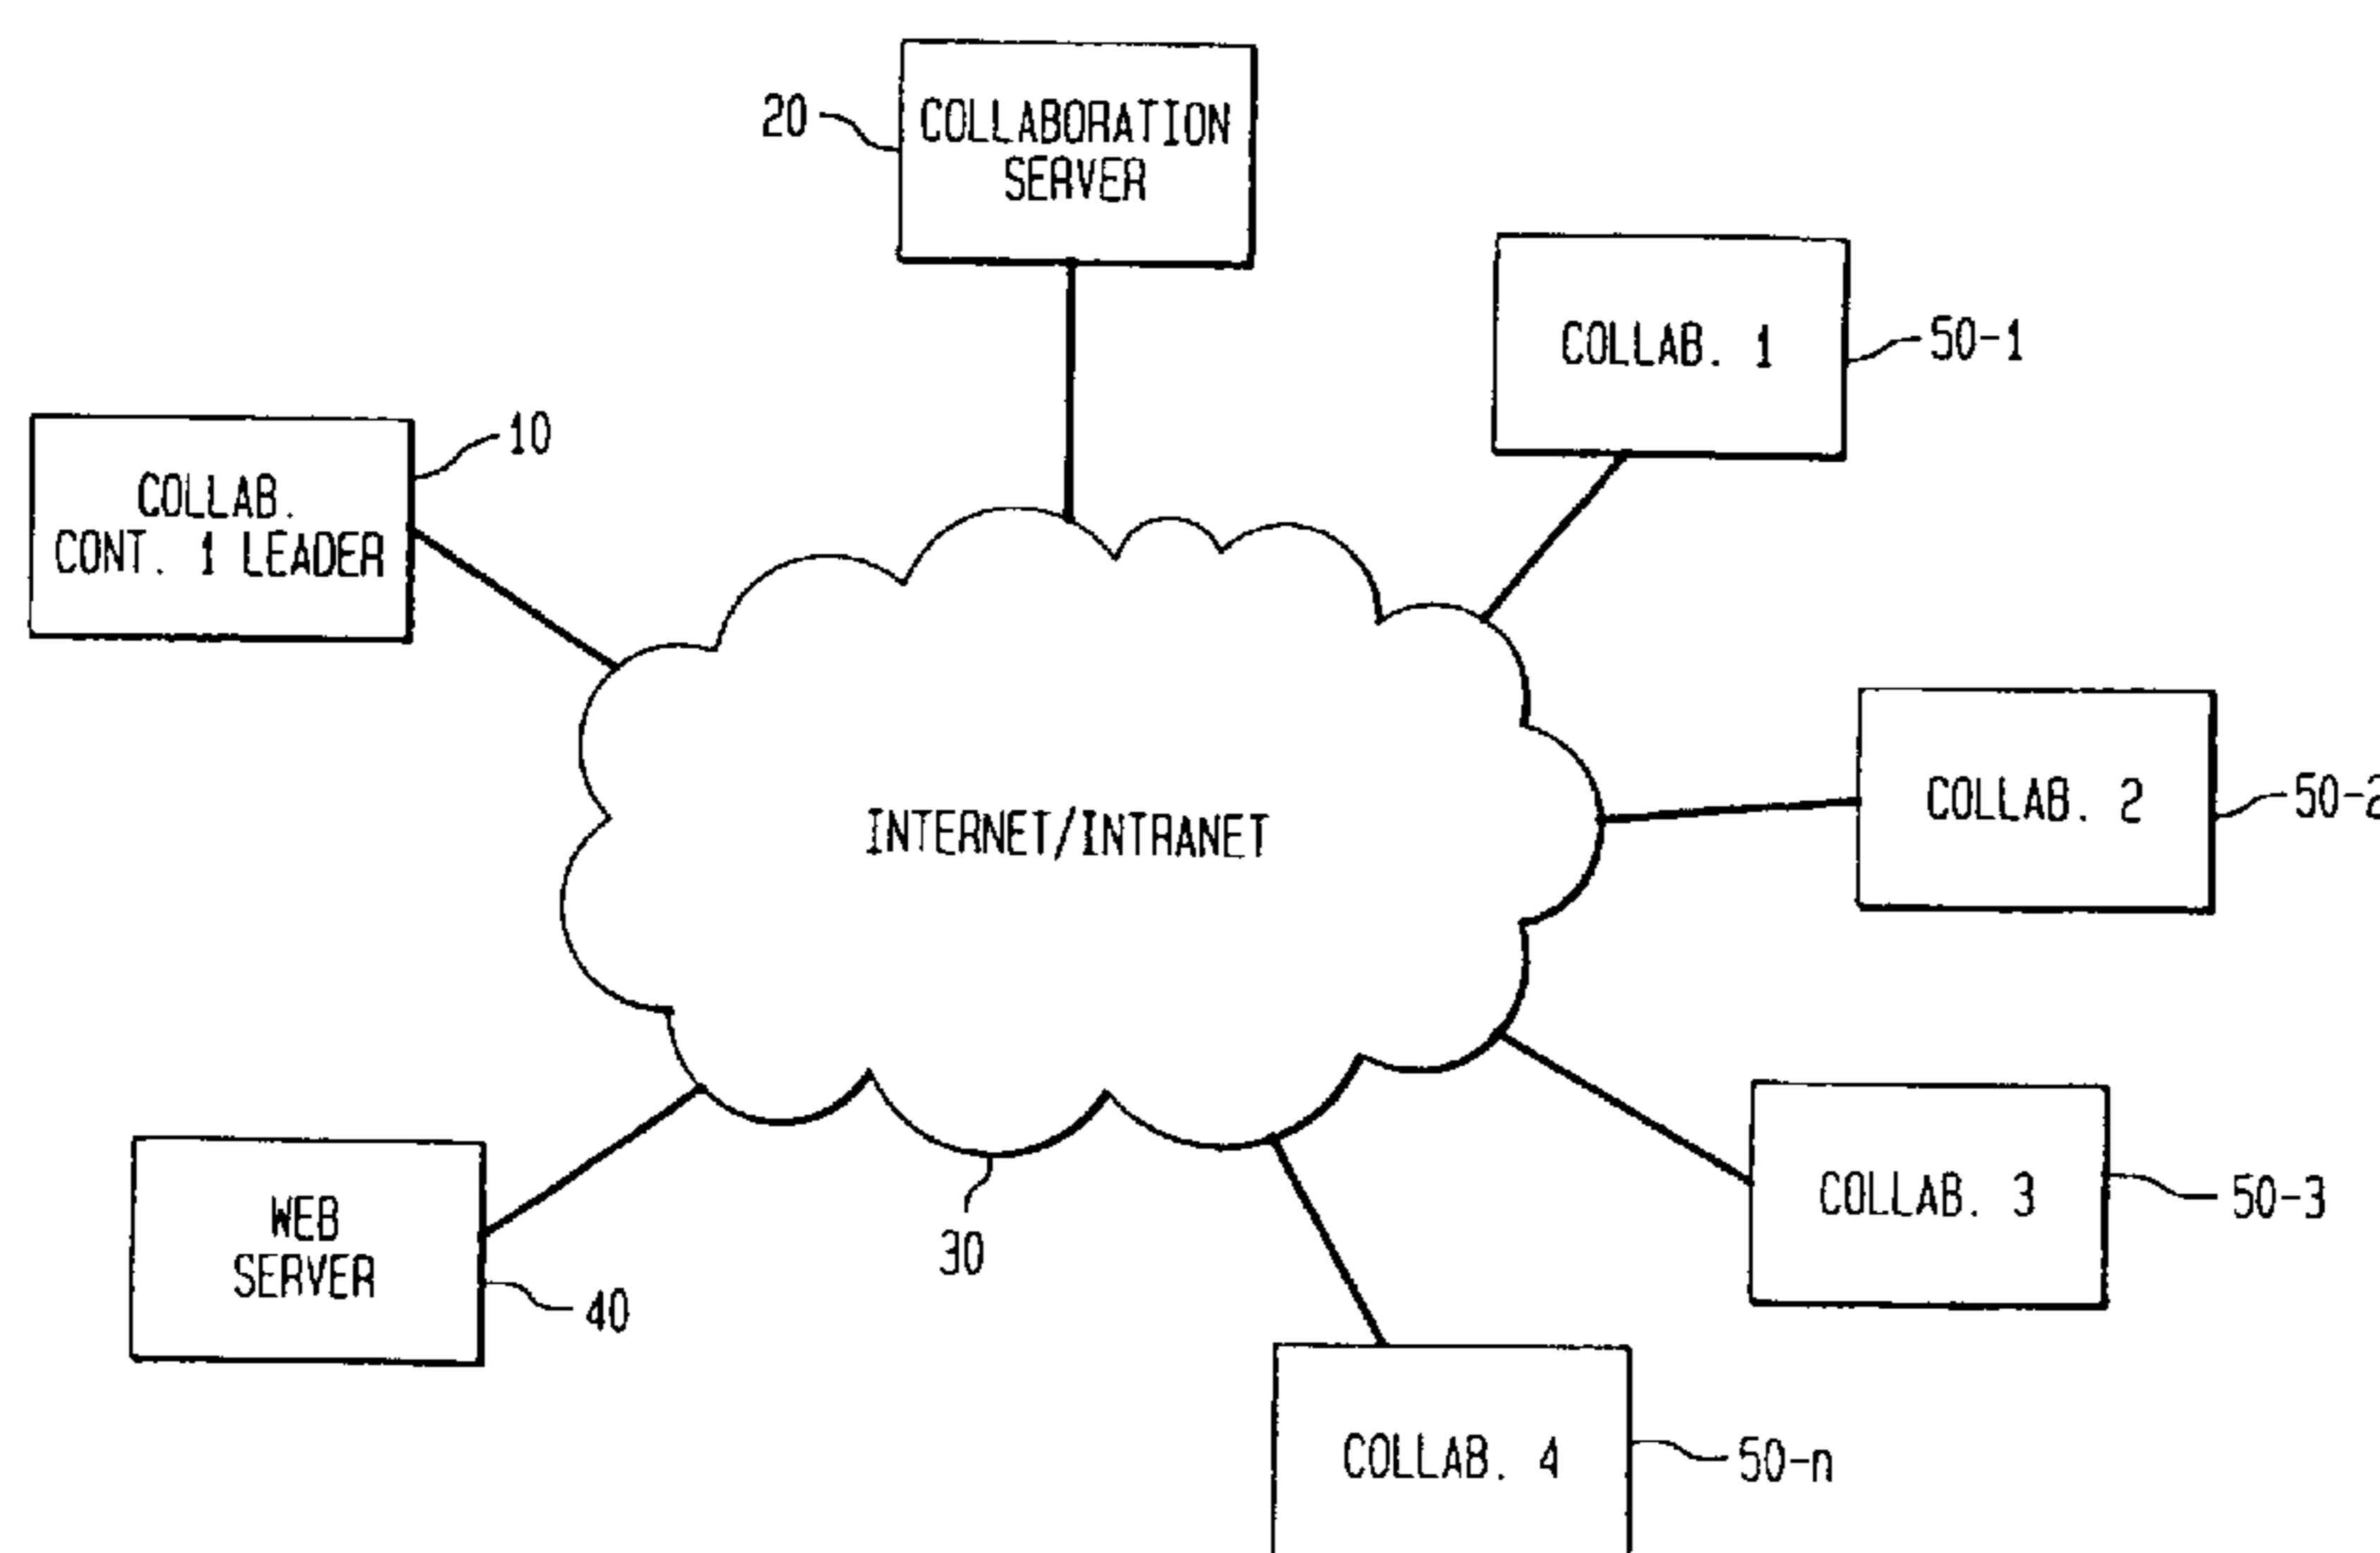 20
COLLABORATION
SERVER
COLLAB. 1
50-1
10
COLLAB.
CONT. 1 LEADER
INTERNET/INTRANET
COLLAB. 2
50-2
WEB
SERVER
40
30
COLLAB. 3
50-3
COLLAB. 4
50-n